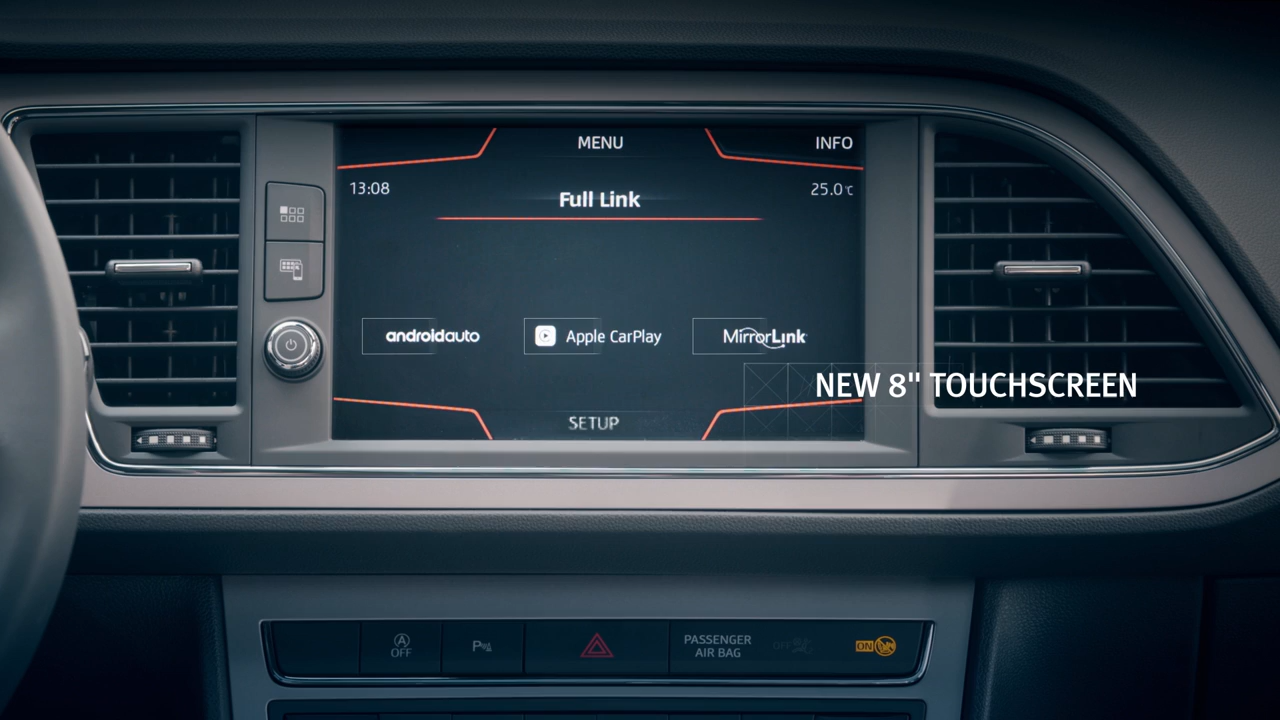 MENU
INFO
13:08
25.0°C
Full Link
androidauto
Apple CarPlay
MirrorLink
NEW 8" TOUCHSCREEN
SETUP
A
OFF
P
PASSENGER
AIR BAG
OFF
ON